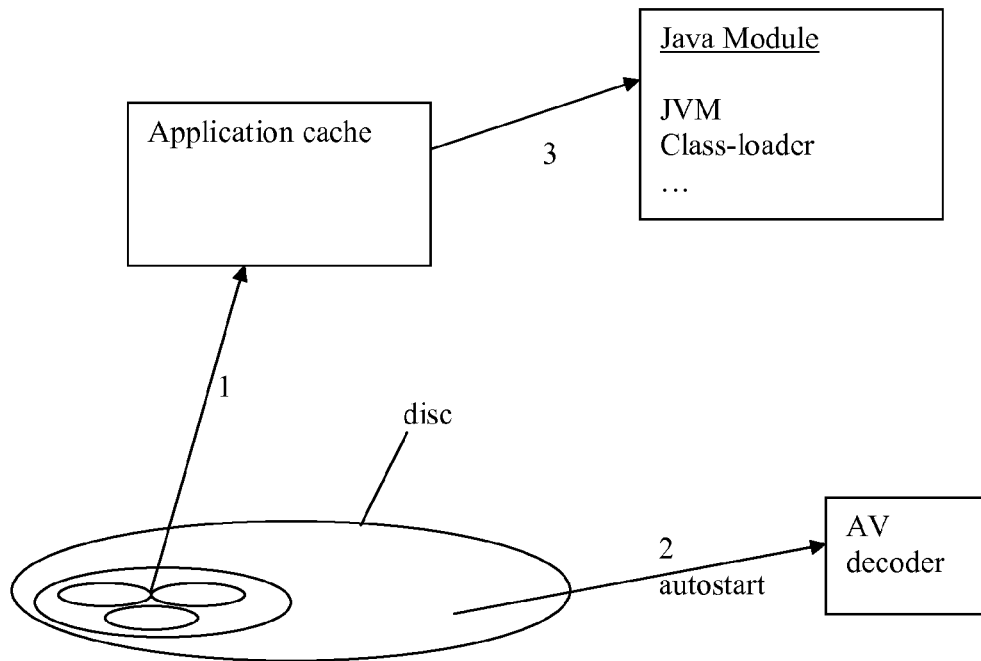 Java Module
JVM
Class-loader
…
Application cache
3
1
disc
2
autostart
AV
decoder